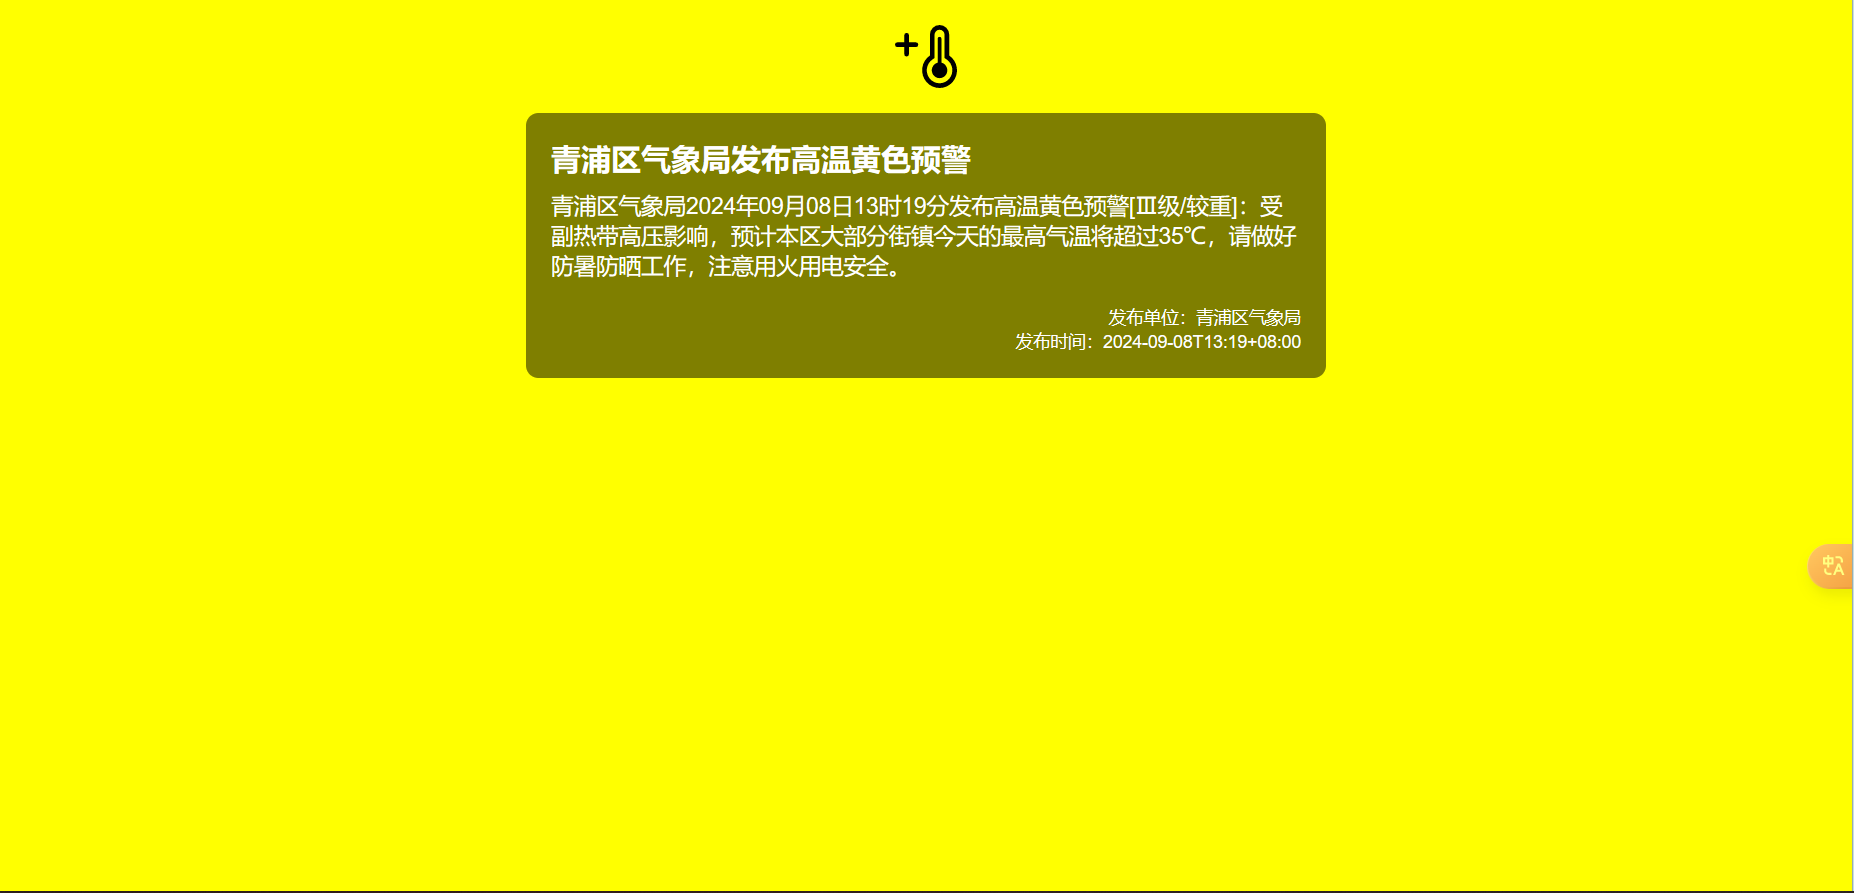 青浦区气象局发布高温黄色预警
青浦区气象局2024年09月08日13时19分发布高温黄色预警[Ⅲ级/较重]：受
副热带高压影响，预计本区大部分街镇今天的最高气温将超过35℃，请做好
防暑防晒工作，注意用火用电安全。
发布单位：青浦区气象局
发布时间：2024-09-08T13:19+08:00
中A